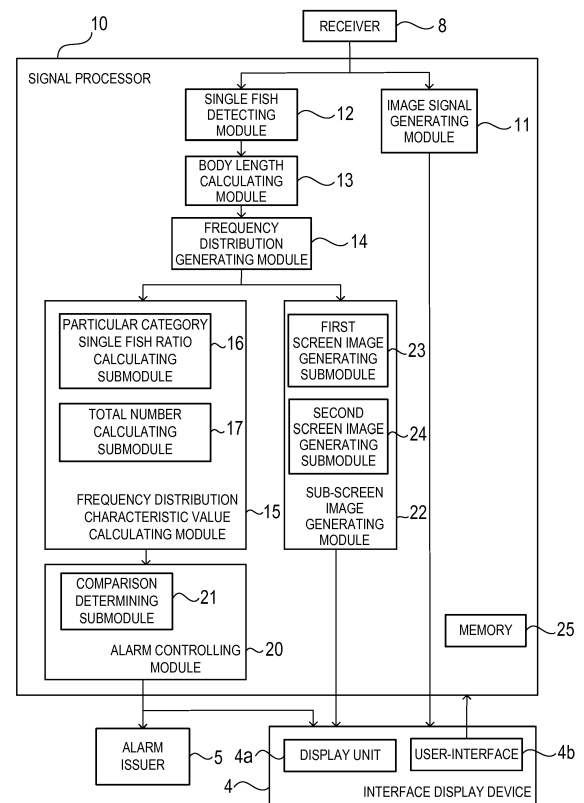 10
RECEIVER
8
SIGNAL PROCESSOR
SINGLE FISH
DETECTING
MODULE
12
IMAGE SIGNAL
GENERATING
MODULE
11
BODY LENGTH
CALCULATING
MODULE
13
FREQUENCY
DISTRIBUTION
GENERATING MODULE
14
PARTICULAR CATEGORY
SINGLE FISH RATIO
CALCULATING
SUBMODULE
16
TOTAL NUMBER
CALCULATING
SUBMODULE
17
FREQUENCY DISTRIBUTION
CHARACTERISTIC VALUE
CALCULATING MODULE
15
FIRST
SCREEN IMAGE
GENERATING
SUBMODULE
23
SECOND
SCREEN IMAGE
GENERATING
SUBMODULE
24
SUB-SCREEN
IMAGE
GENERATING
MODULE
22
COMPARISON
DETERMINING
SUBMODULE
21
ALARM CONTROLLING
MODULE
20
MEMORY
25
ALARM
ISSUER
5
4a
DISPLAY UNIT
USER-INTERFACE
4b
4
INTERFACE DISPLAY DEVICE